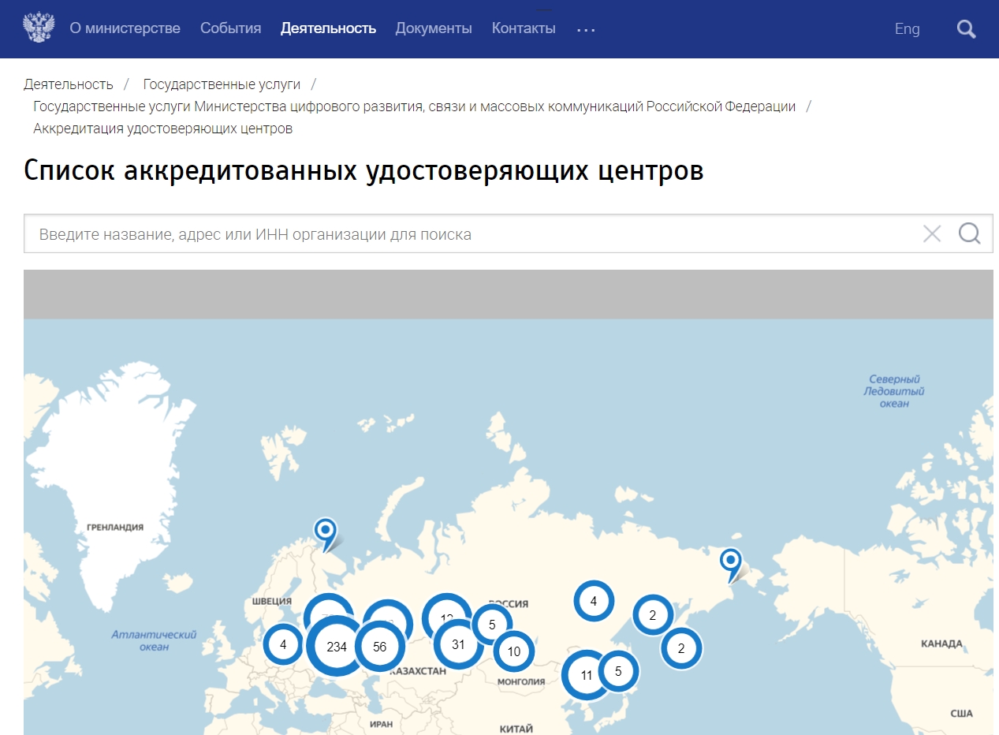 О министерстве События Деятельность Документы Контакты ... Eng
Деятельность / Государственные услуги /
Государственные услуги Министерства цифрового развития, связи и массовых коммуникаций Российской Федерации /
Аккредитация удостоверяющих центров
Список аккредитованных удостоверяющих центров
Введите название, адрес или ИНН организации для поиска
Северный
Ледовитый
океан
ГРЕНЛАНДИЯ
ШВЕЦИЯ
РОССИЯ
4
2
5
Атлантический
океан
4
234
56
31
10
2
КАНАДА
КАЗАХСТАН
МОНГОЛИЯ
11
5
США
ИРАН
КИТАЙ